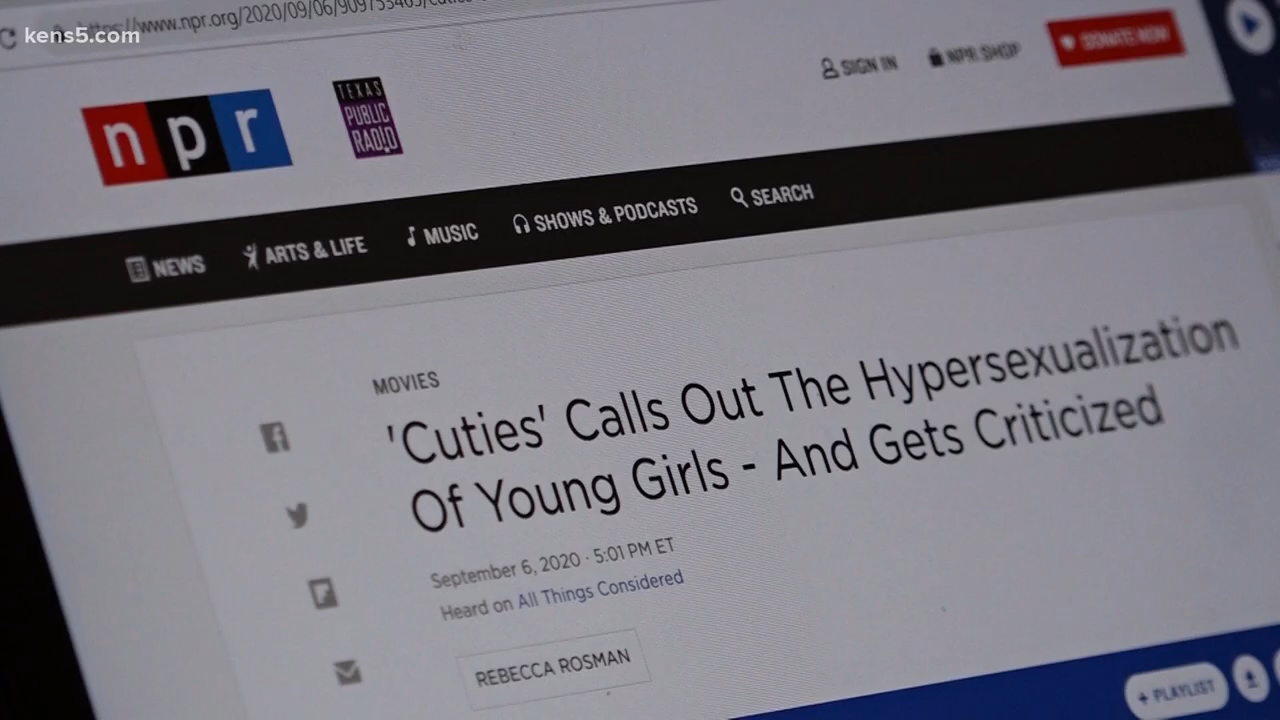 kens5.com
npr
TEXAS
PUBLIC
RADIO
SIGN IN
NPR SHOP
DONATE NOW
NEWS
ARTS & LIFE
MUSIC
SHOWS & PODCASTS
SEARCH
MOVIES
'Cuties' Calls Out The Hypersexualization
Of Young Girls - And Gets Criticized
September 6, 2020 · 5:01 PM ET
Heard on All Things Considered
REBECCA ROSMAN
+ PLAYLIST